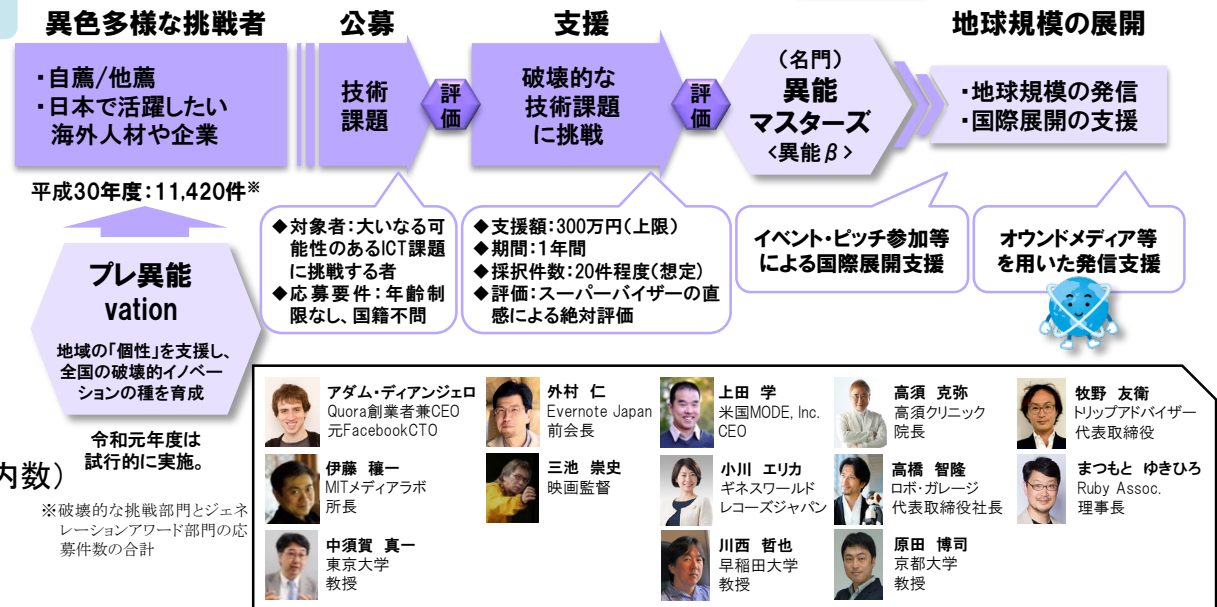 異色多様な挑戦者
公募
支援
地球規模の展開
・自薦/他薦
・日本で活躍したい
海外人材や企業
技術
課題
評
価
破壊的な
技術課題
に挑戦
評
価
（名門）
異能
マスターズ
<異能β>
・地球規模の発信
・国際展開の支援
平成30年度：11,420件※
プレ異能
vation
地域の「個性」を支援し、
全国の破壊的イノベー
ションの種を育成
令和元年度は
試行的に実施。
内数）
※破壊的な挑戦部門とジェネ
レーションアワード部門の応
募件数の合計
◆対象者：大いなる可
能性のあるICT課題
に挑戦する者
◆応募要件：年齢制
限なし、国籍不問
◆支援額：300万円（上限）
◆期間：1年間
◆採択件数：20件程度（想定）
◆評価：スーパーバイザーの直
感による絶対評価
イベント・ピッチ参加等
による国際展開支援
オウンドメディア等
を用いた発信支援
アダム・ディアンジェロ
Quora創業者兼CEO
元FacebookCTO
外村 仁
Evernote Japan
前会長
上田 学
米国MODE, Inc.
CEO
高須 克弥
高須クリニック
院長
牧野 友衛
トリップアドバイザー
代表取締役
伊藤 穰一
MITメディアラボ
所長
三池 崇史
映画監督
小川 エリカ
ギネスワールド
レコーズジャパン
高橋 智隆
ロボ・ガレージ
代表取締役社長
まつもと ゆきひろ
Ruby Assoc.
理事長
中須賀 真一
東京大学
教授
川西 哲也
早稲田大学
教授
原田 博司
京都大学
教授